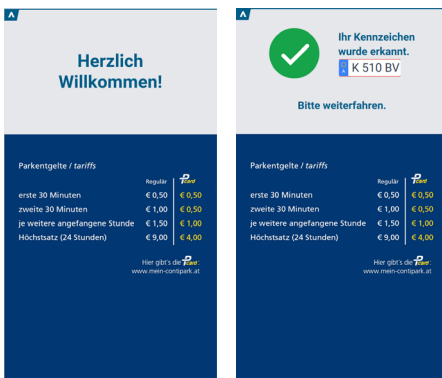 Herzlich
Willkommen!
Parkentgelte / tariffs
Regulär Pcard
erste 30 Minuten € 0,50 € 0,50
zweite 30 Minuten € 1,00 € 0,50
je weitere angefangene Stunde € 1,50 € 1,00
Höchstsatz (24 Stunden) € 9,00 € 4,00
Hier gibt's die Pcard:
www.mein-contipark.at
Ihr Kennzeichen
wurde erkannt.
A K 510 BV
Bitte weiterfahren.
Parkentgelte / tariffs
Regulär Pcard
erste 30 Minuten € 0,50 € 0,50
zweite 30 Minuten € 1,00 € 0,50
je weitere angefangene Stunde € 1,50 € 1,00
Höchstsatz (24 Stunden) € 9,00 € 4,00
Hier gibt's die Pcard:
www.mein-contipark.at